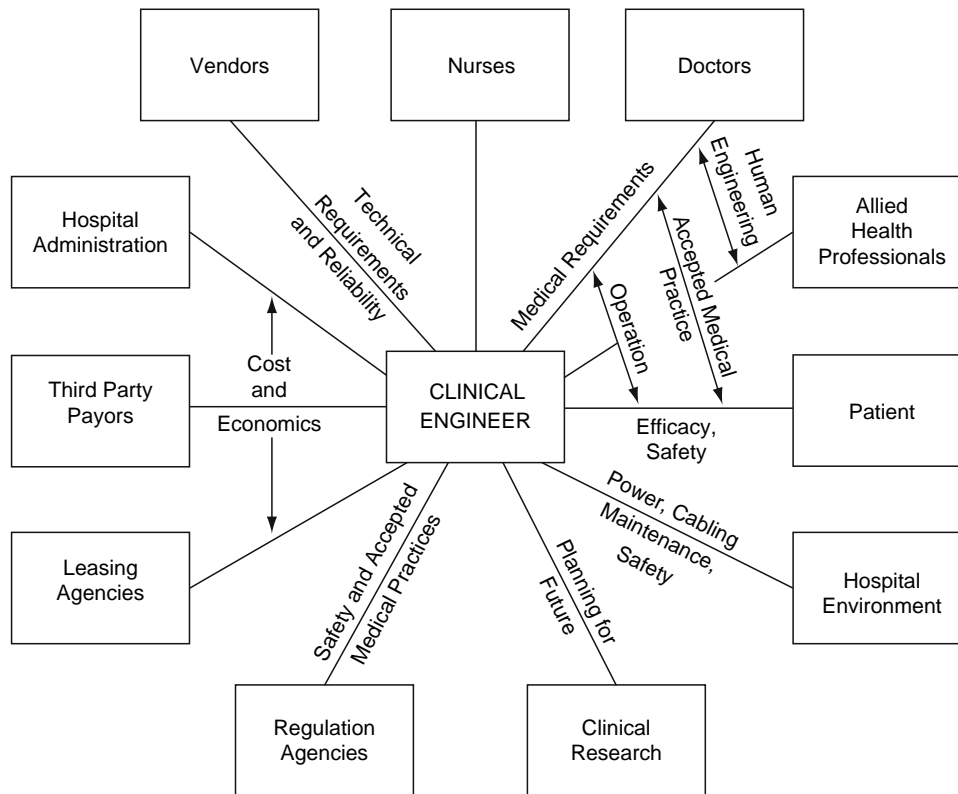 Vendors
Nurses
Doctors
Hospital
Administration
Technical
Requirements
and Reliability
Medical Requirements
Human
Engineering
Allied
Health
Professionals
Accepted Medical
Practice
Operation
Third Party
Payors
Cost
and
Economics
CLINICAL
ENGINEER
Efficacy,
Safety
Patient
Leasing
Agencies
Safety and Accepted
Medical Practices
Planning for
Future
Power, Cabling
Maintenance,
Safety
Hospital
Environment
Regulation
Agencies
Clinical
Research